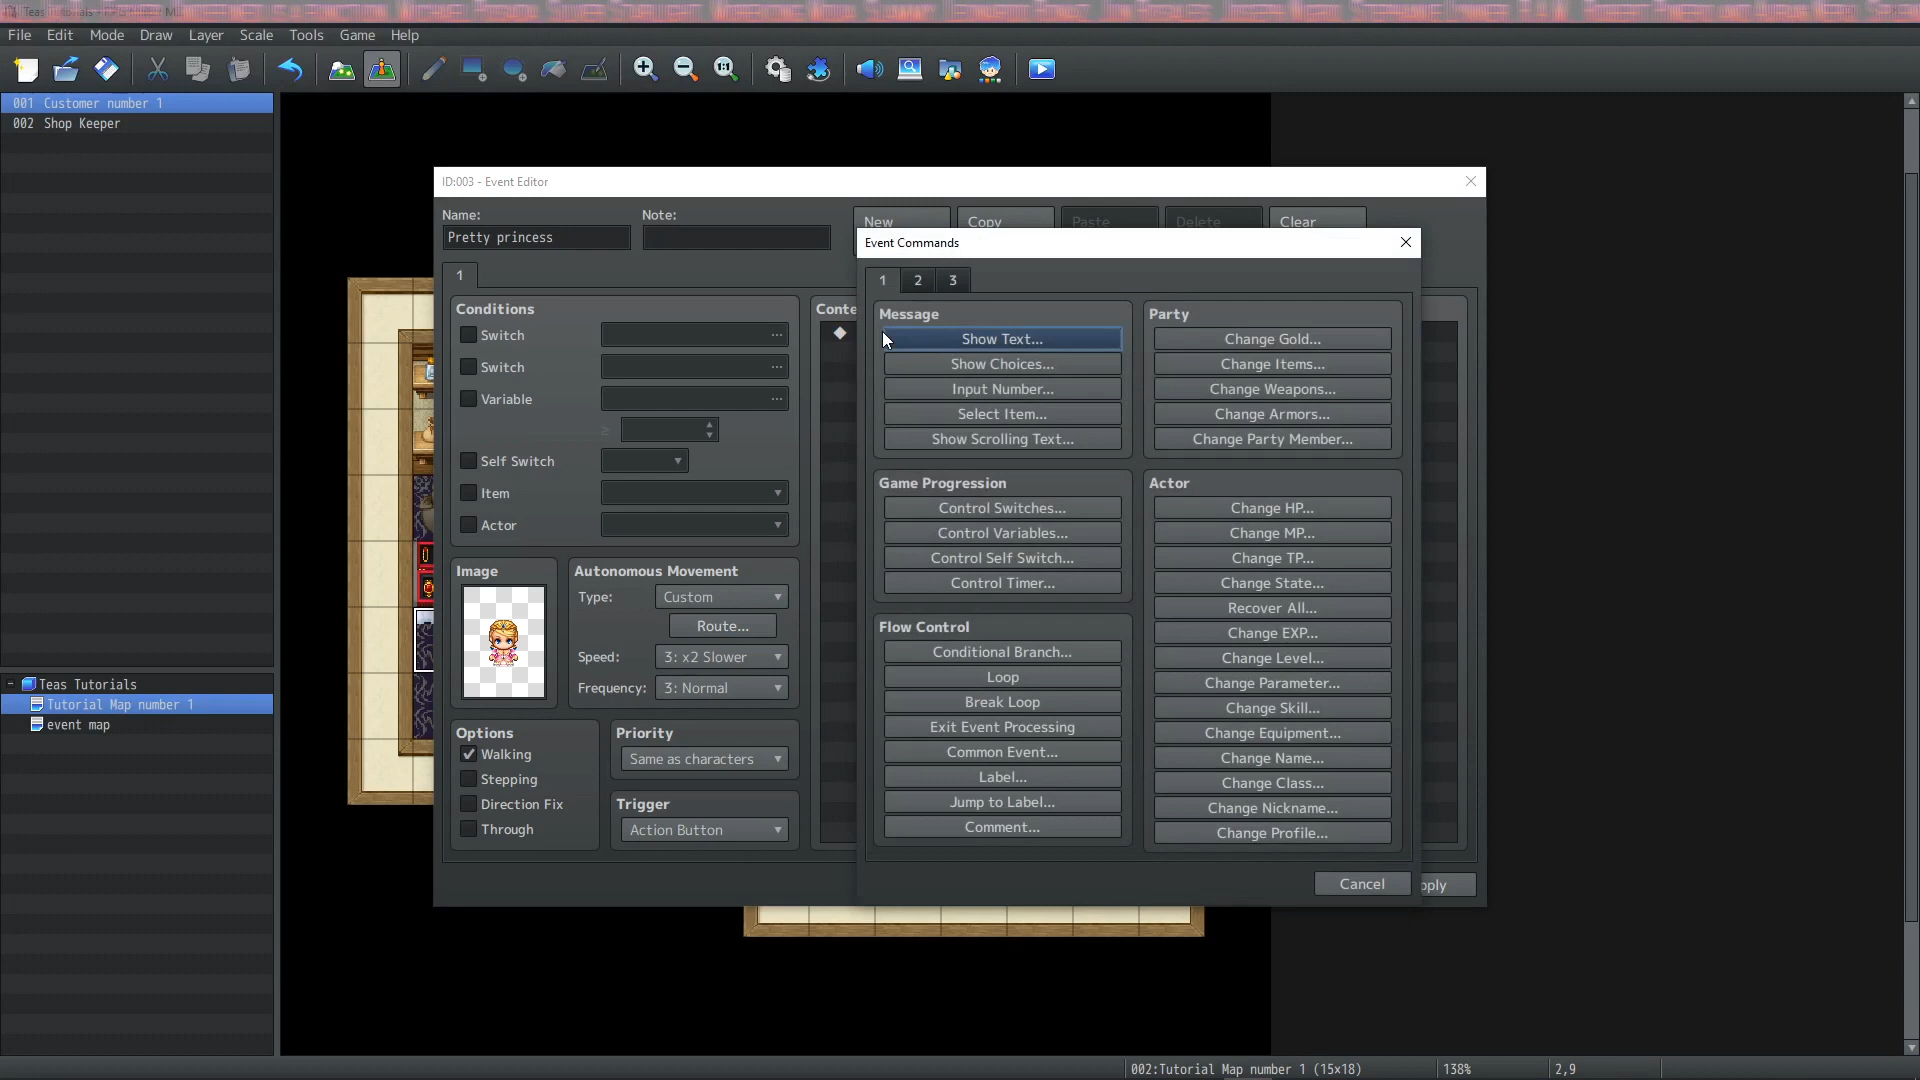 File Edit Mode Draw Layer Scale Tools Game Help
001 Customer number 1
002 Shop Keeper
ID:003 - Event Editor
Name:
Note:
Pretty princess
New
Copy
Paste
Delete
Clear
Event Commands
1
1 2 3
Conditions
Switch
Switch
Variable
≥
Self Switch
Item
Actor
Conte
Image
Autonomous Movement
Type:
Custom
Route...
Speed:
3: x2 Slower
Frequency:
3: Normal
Options
Walking
Stepping
Direction Fix
Through
Priority
Same as characters
Trigger
Action Button
Message
Show Text...
Show Choices...
Input Number...
Select Item...
Show Scrolling Text...
Game Progression
Control Switches...
Control Variables...
Control Self Switch...
Control Timer...
Flow Control
Conditional Branch...
Loop
Break Loop
Exit Event Processing
Common Event...
Label...
Jump to Label...
Comment...
Party
Change Gold...
Change Items...
Change Weapons...
Change Armors...
Change Party Member...
Actor
Change HP...
Change MP...
Change TP...
Change State...
Recover All...
Change EXP...
Change Level...
Change Parameter...
Change Skill...
Change Equipment...
Change Name...
Change Class...
Change Nickname...
Change Profile...
Cancel
pply
Teas Tutorials
Tutorial Map number 1
event map
002:Tutorial Map number 1 (15x18)
138%
2,9